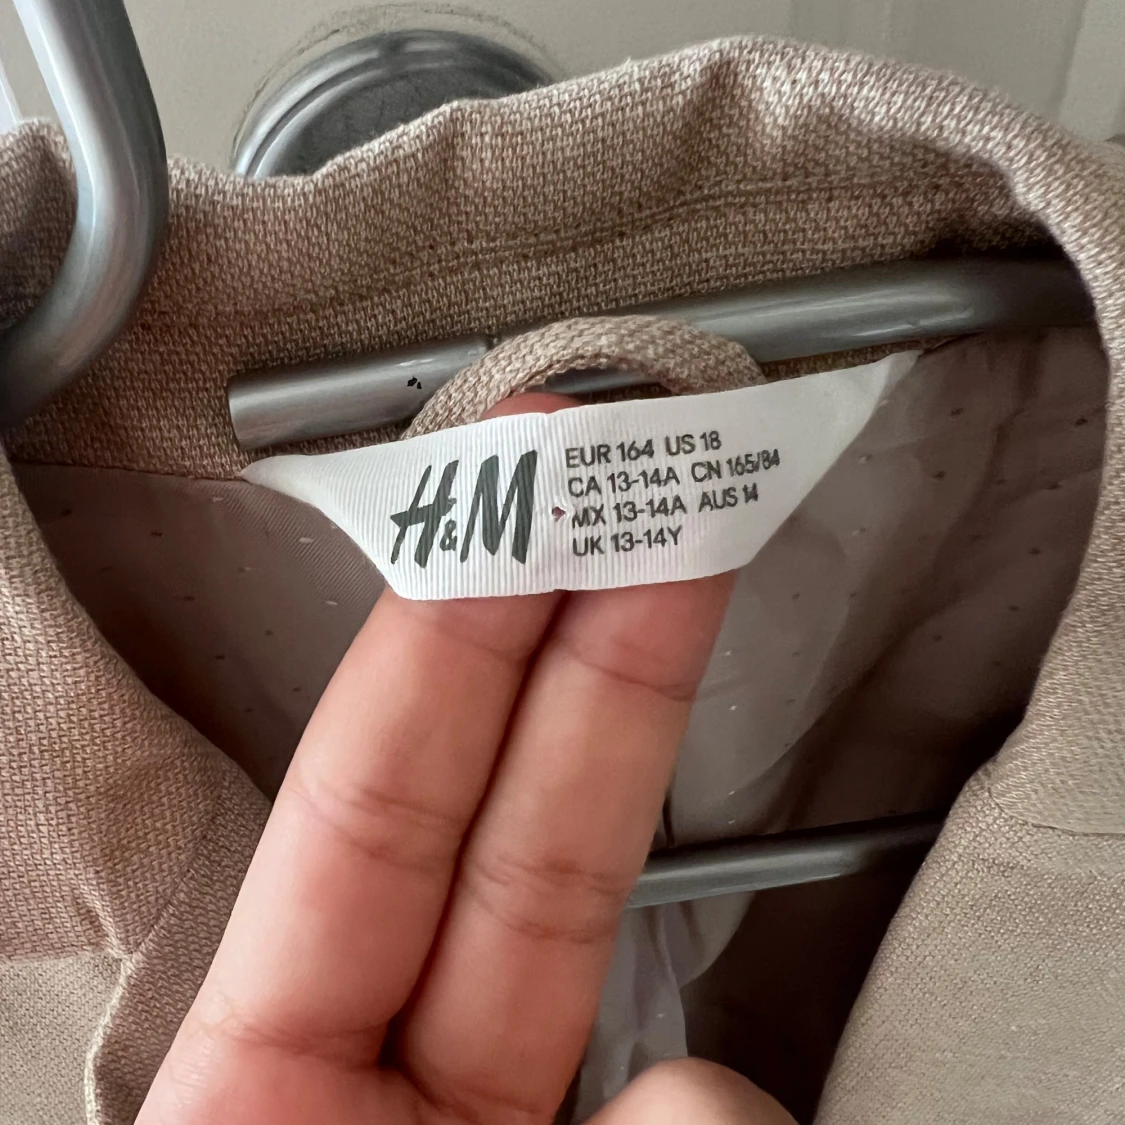 H&M
EUR 164 US 18
CA 13-14A CN 165/84
MX 13-14A AUS 14
UK 13-14Y